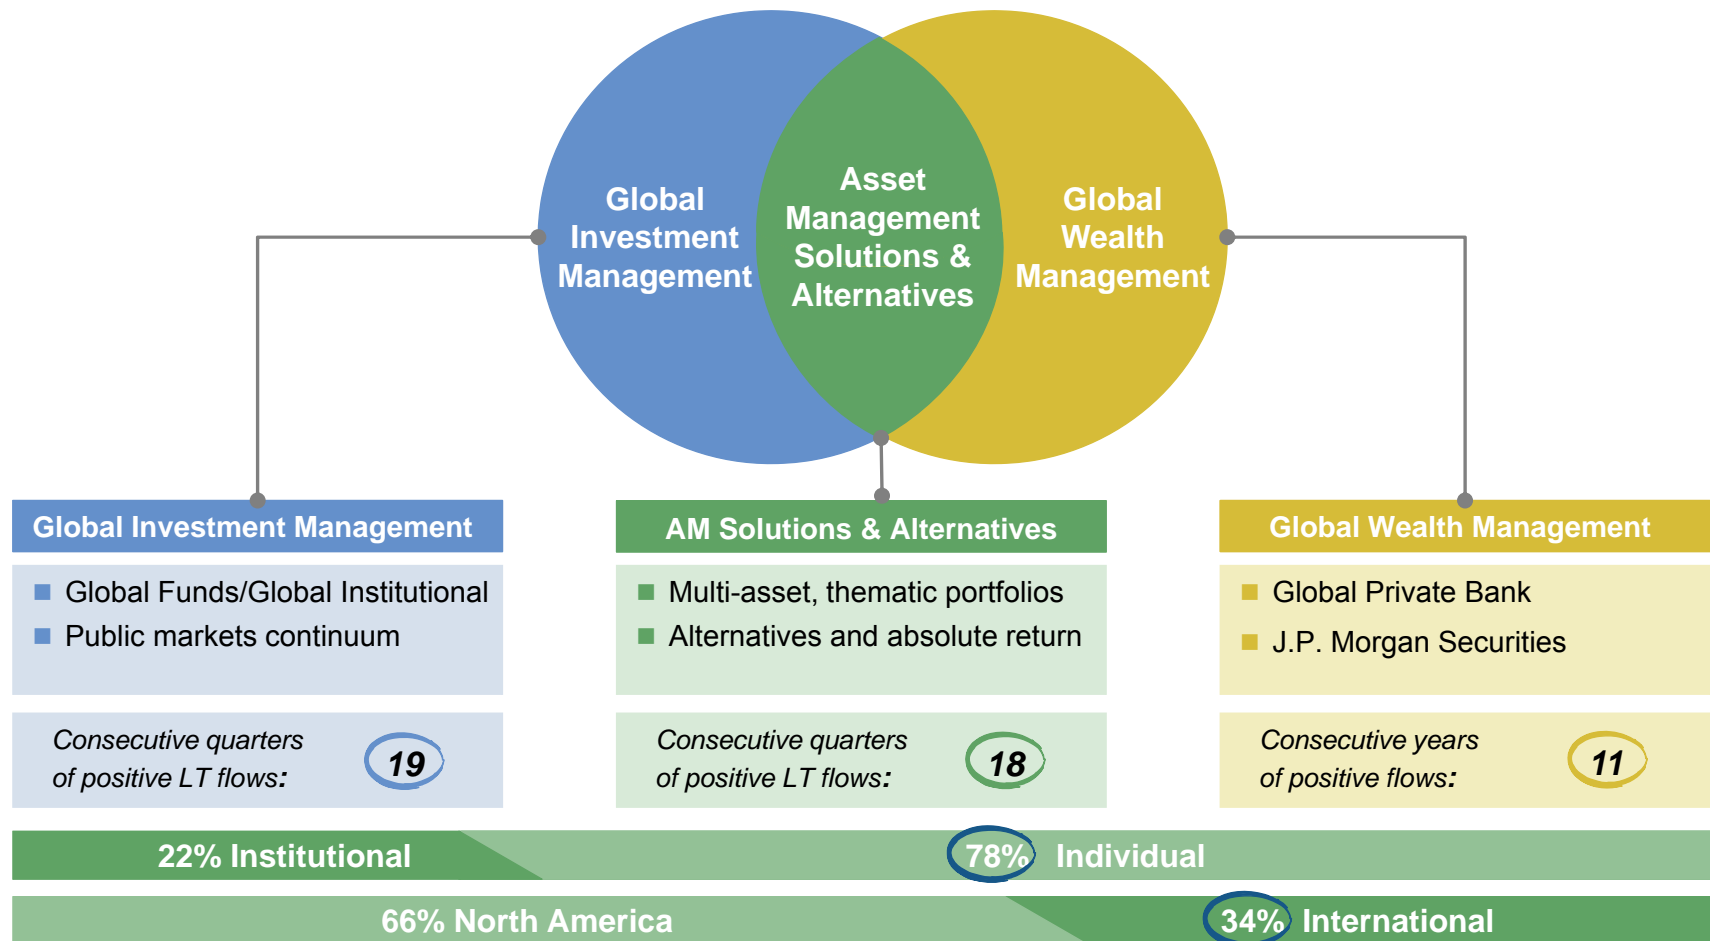 Global
Investment
Management
Asset
Management
Solutions &
Alternatives
Global
Wealth
Management
Global Investment Management
Global Funds/Global Institutional
Public markets continuum
Consecutive quarters
of positive LT flows: 19
AM Solutions & Alternatives
Multi-asset, thematic portfolios
Alternatives and absolute return
Consecutive quarters
of positive LT flows: 18
Global Wealth Management
Global Private Bank
J.P. Morgan Securities
Consecutive years
of positive flows: 11
22% Institutional
78% Individual
66% North America
34% International